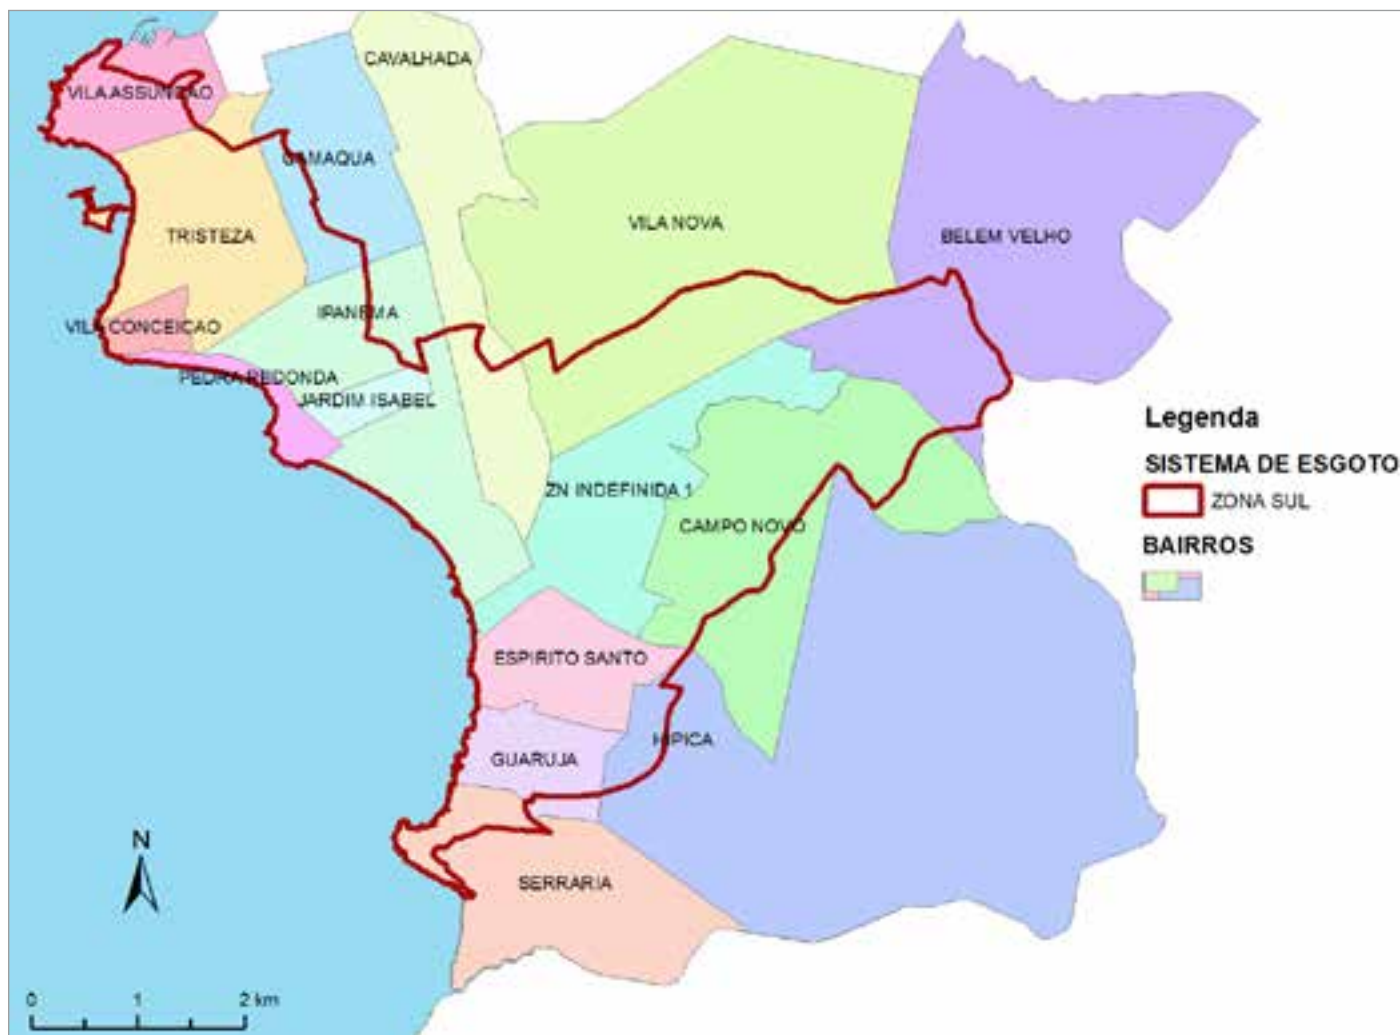 CAVALHADA
VILA ASSUNCAO
CAMAQUA
VILA NOVA
TRISTEZA
BELEM VELHO
IPANEMA
VILA CONCEICAO
PEDRA REDONDA
JARDIM ISABEL
Legenda
SISTEMA DE ESGOTO
ZONA SUL
BAIRROS
ZN INDEFINIDA 1
CAMPO NOVO
ESPIRITO SANTO
HIPICA
GUARUJA
N
SERRARIA
0 1 2 km